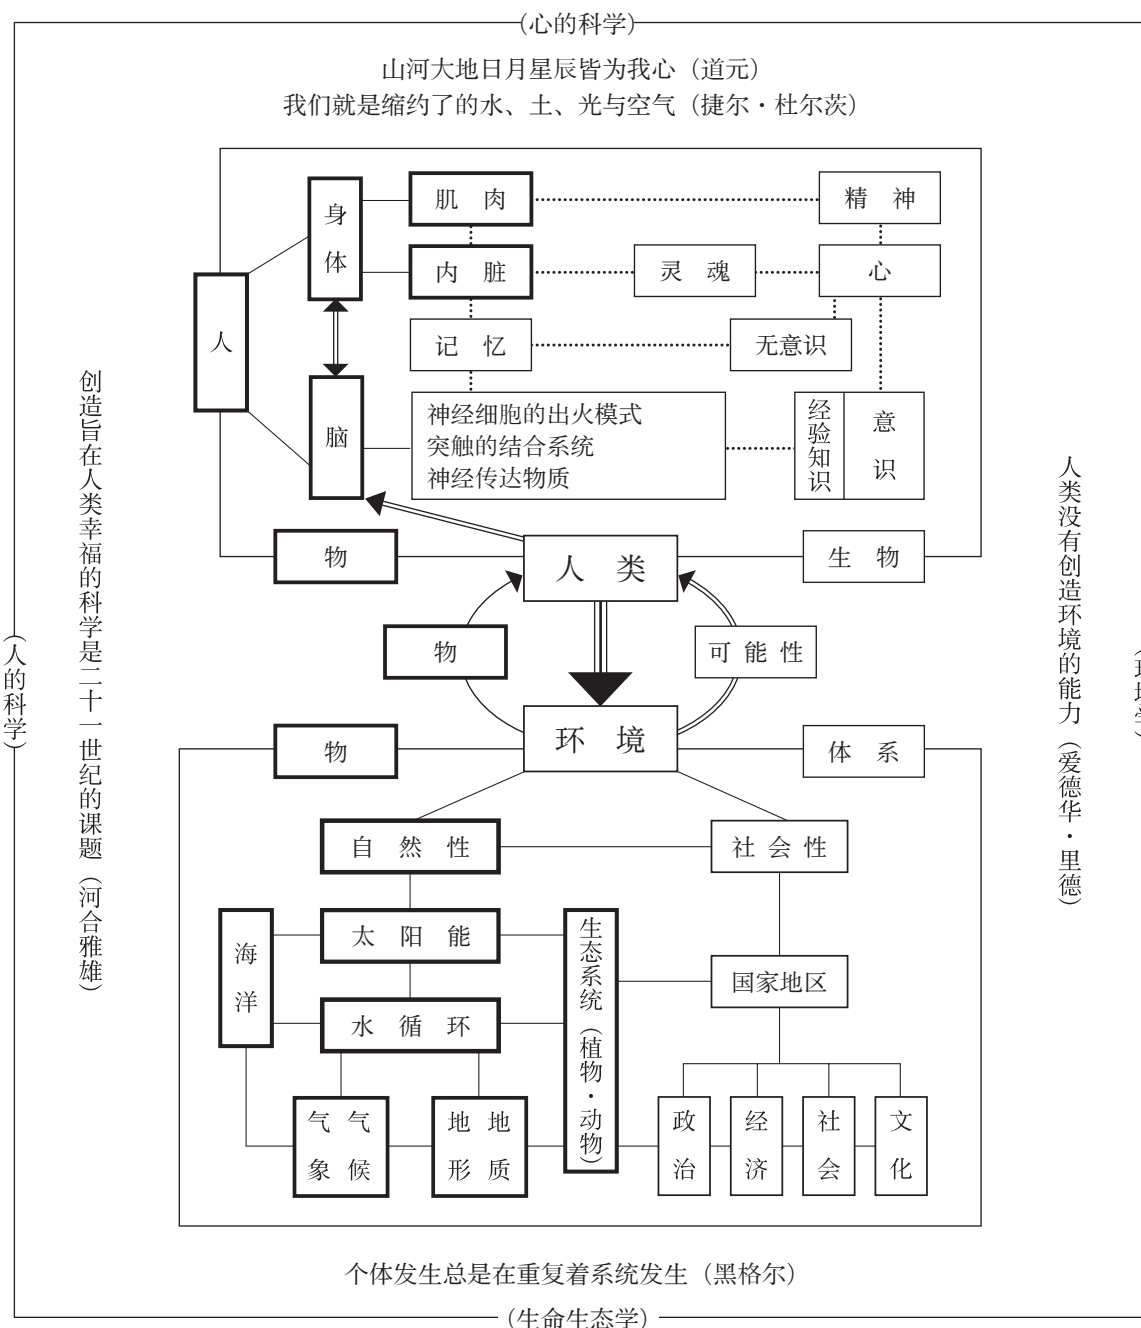 (心的科学)
山河大地日月星辰皆为我心（道元）
我们就是缩约了的水、土、光与空气（捷尔・杜尔茨）
身体
肌肉
精神
内脏
灵魂
心
人
记忆
无意识
脑
神经细胞的出火模式
突触的结合系统
神经传达物质
经验知识
意识
物
人类
生物
物
可能性
物
环境
体系
自然性
社会性
海洋
太阳能
生态系统（植物・动物）
国家地区
水循环
气象
气候
地形
地质
政治
经济
社会
文化
创造旨在人类幸福的科学是二十一世纪的课题（河合雅雄）
(人的科学)
人类没有创造环境的能力（爱德华・里德）
个体发生总是在重复着系统发生（黑格尔）
(生命生态学)